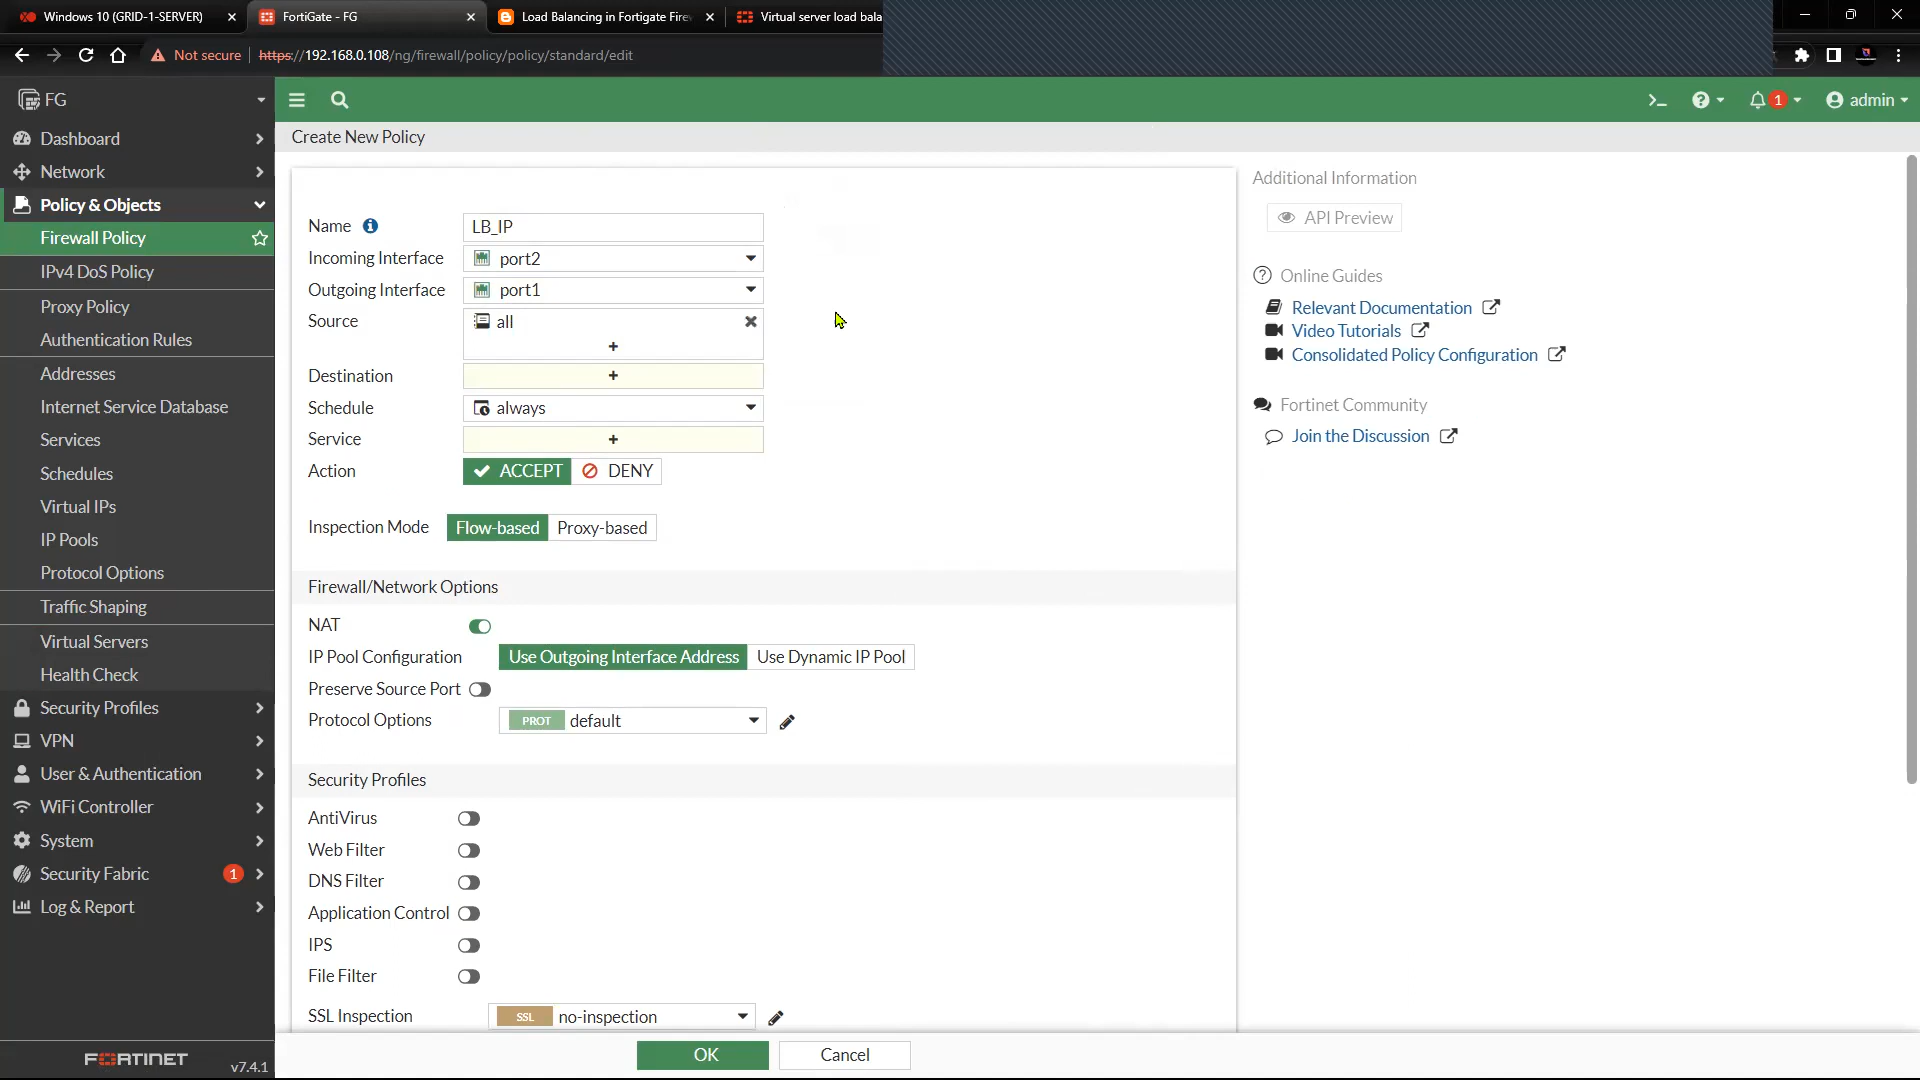 Windows 10 (GRID-1-SERVER)
FortiGate - FG
Load Balancing in Fortigate Fire
Virtual server load bala
Not secure
https://192.168.0.108/ng/firewall/policy/policy/standard/edit
FG
1
admin
Dashboard
Network
Policy & Objects
Firewall Policy
IPv4 DoS Policy
Proxy Policy
Authentication Rules
Addresses
Internet Service Database
Services
Schedules
Virtual IPs
IP Pools
Protocol Options
Traffic Shaping
Virtual Servers
Health Check
Security Profiles
VPN
User & Authentication
WiFi Controller
System
Security Fabric 1
Log & Report
FORTINET v7.4.1
Create New Policy
Name LB_IP
Incoming Interface port2
Outgoing Interface port1
Source all
+
Destination +
Schedule always
Service +
Action ACCEPT DENY
Inspection Mode Flow-based Proxy-based
Firewall/Network Options
NAT
IP Pool Configuration Use Outgoing Interface Address Use Dynamic IP Pool
Preserve Source Port
Protocol Options PROT default
Security Profiles
AntiVirus
Web Filter
DNS Filter
Application Control
IPS
File Filter
SSL Inspection SSL no-inspection
OK Cancel
Additional Information
API Preview
Online Guides
Relevant Documentation
Video Tutorials
Consolidated Policy Configuration
Fortinet Community
Join the Discussion